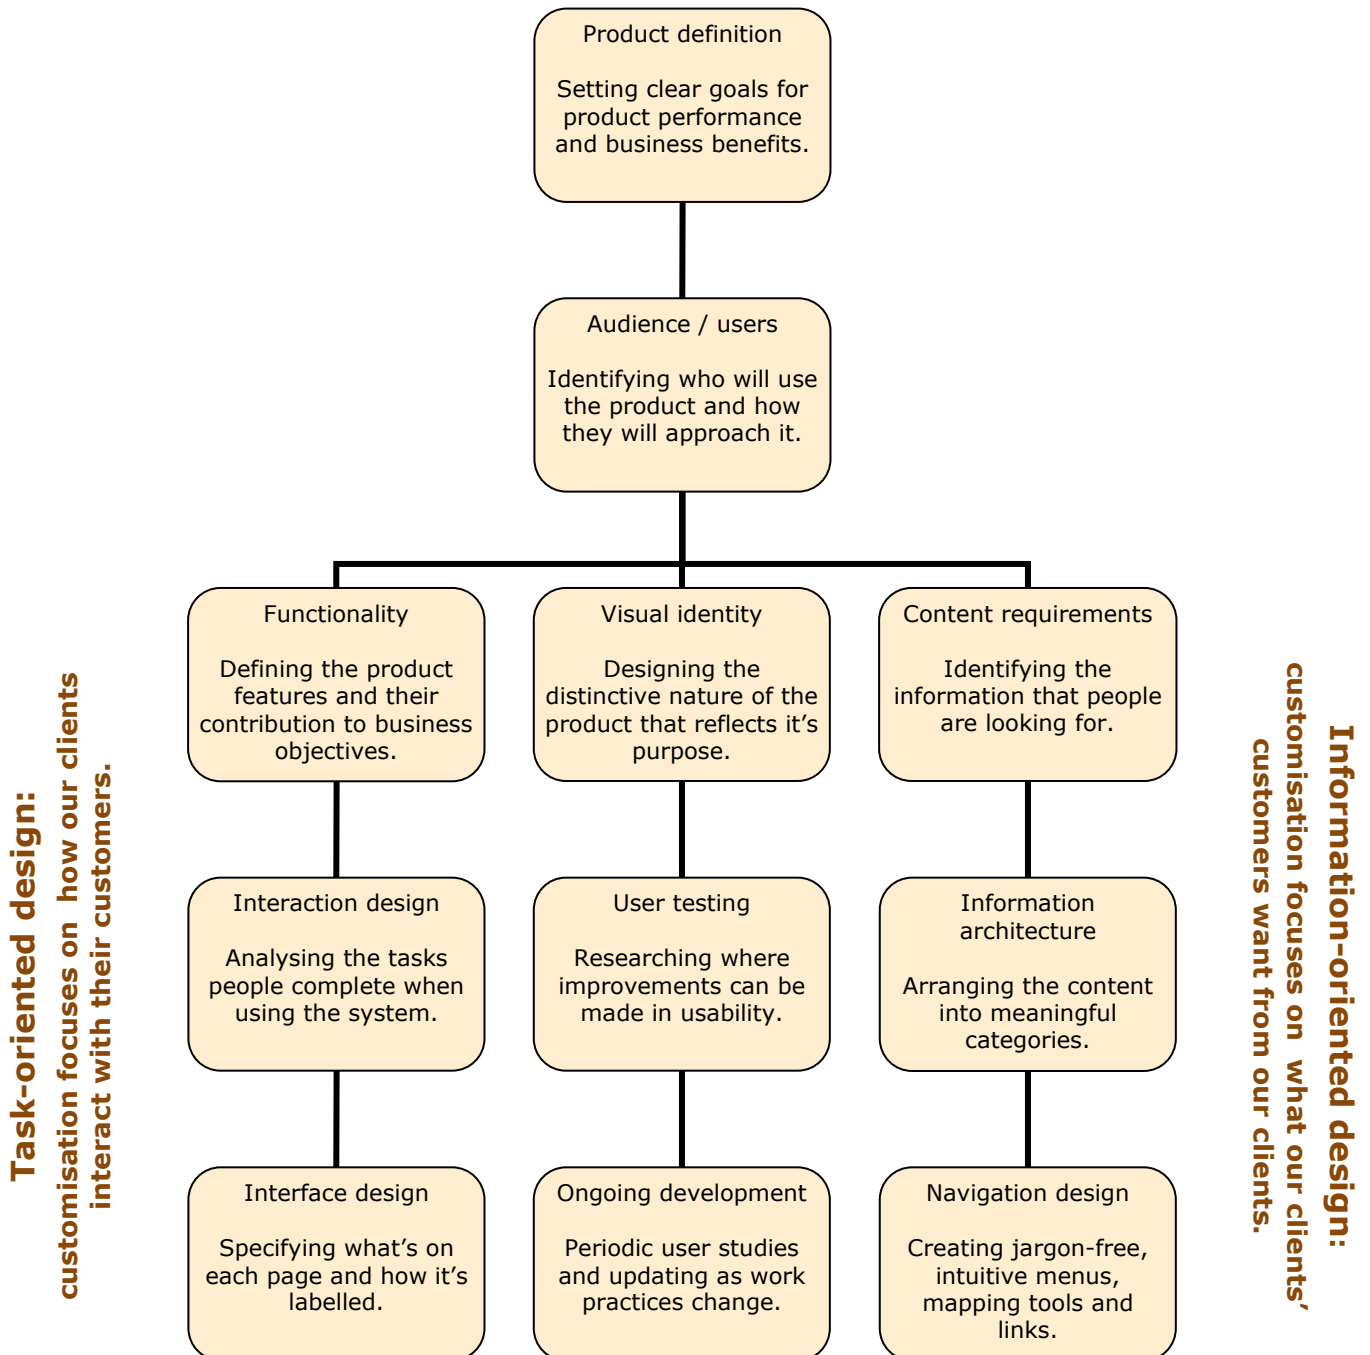 Product definition
Setting clear goals for
product performance
and business benefits.
Audience / users
Identifying who will use
the product and how
they will approach it.
Functionality
Defining the product
features and their
contribution to business
objectives.
Visual identity
Designing the
distinctive nature of the
product that reflects it’s
purpose.
Content requirements
Identifying the
information that people
are looking for.
Interaction design
Analysing the tasks
people complete when
using the system.
User testing
Researching where
improvements can be
made in usability.
Information
architecture
Arranging the content
into meaningful
categories.
Interface design
Specifying what’s on
each page and how it’s
labelled.
Ongoing development
Periodic user studies
and updating as work
practices change.
Navigation design
Creating jargon-free,
intuitive menus,
mapping tools and
links.
Task-oriented design:
customisation focuses on  how our clients
interact with their customers.
Information-oriented design:
customisation focuses on  what our clients’
customers want from our clients.